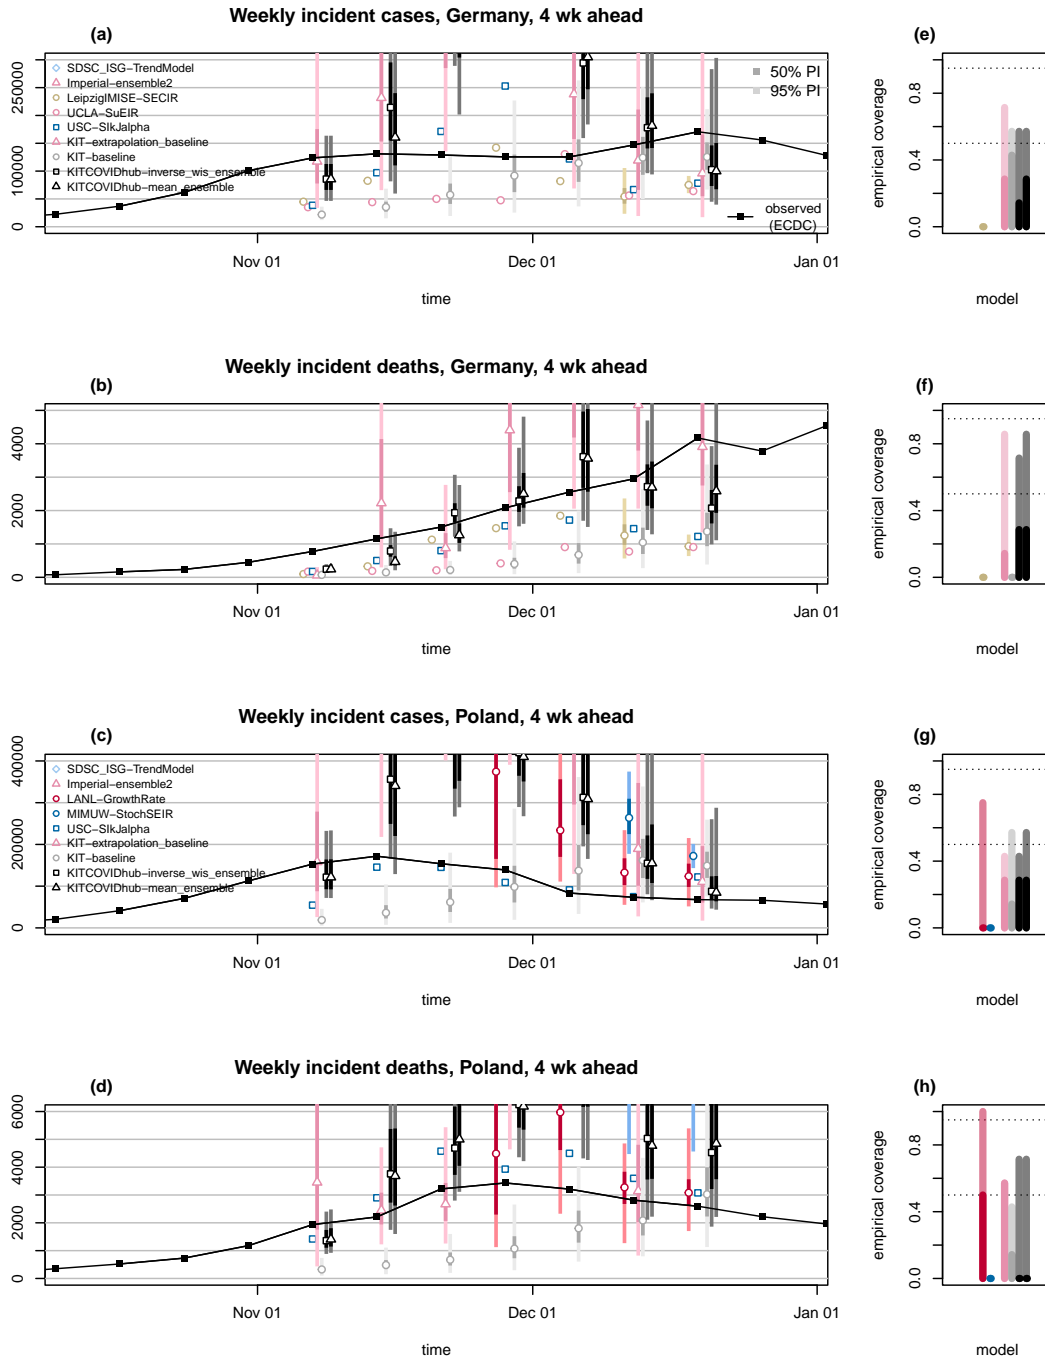 Weekly incident cases, Germany, 4 wk ahead
(a)
(e)
0
50000
100000
250000
SDSC_ISG−TrendModel
Imperial−ensemble2
LeipzigIMISE−SECIR
UCLA−SuEIR
USC−SIkJalpha
KIT−extrapolation_baseline
KIT−baseline
KITCOVIDhub−inverse_wis_ensemble
KITCOVIDhub−mean_ensemble
50% PI
95% PI
observed
(ECDC)
Nov 01
Dec 01
Jan 01
time
empirical coverage
0.0
0.4
0.8
model
Weekly incident deaths, Germany, 4 wk ahead
(b)
(f)
0
2000
4000
Nov 01
Dec 01
Jan 01
time
empirical coverage
0.0
0.4
0.8
model
Weekly incident cases, Poland, 4 wk ahead
(c)
(g)
0
200000
400000
SDSC_ISG−TrendModel
Imperial−ensemble2
LANL−GrowthRate
MIMUW−StochSEIR
USC−SIkJalpha
KIT−extrapolation_baseline
KIT−baseline
KITCOVIDhub−inverse_wis_ensemble
KITCOVIDhub−mean_ensemble
Nov 01
Dec 01
Jan 01
time
empirical coverage
0.0
0.4
0.8
model
Weekly incident deaths, Poland, 4 wk ahead
(d)
(h)
0
2000
4000
6000
Nov 01
Dec 01
Jan 01
time
empirical coverage
0.0
0.4
0.8
model